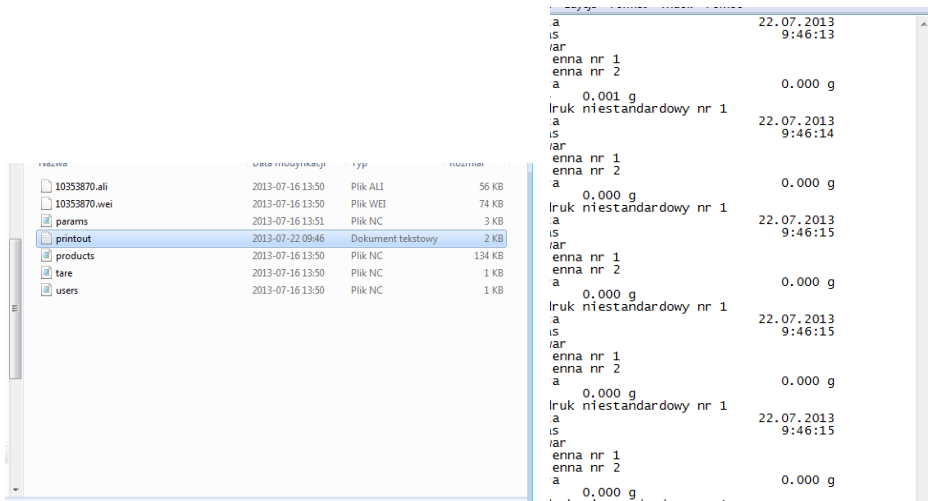 Nazwa Data modyfikacji Typ Rozmiar
10353870.ali 2013-07-16 13:50 Plik ALI 56 KB
10353870.wei 2013-07-16 13:50 Plik WEI 74 KB
params 2013-07-16 13:51 Plik NC 3 KB
printout 2013-07-22 09:46 Dokument tekstowy 2 KB
products 2013-07-16 13:50 Plik NC 134 KB
tare 2013-07-16 13:50 Plik NC 1 KB
users 2013-07-16 13:50 Plik NC 1 KB
a 22.07.2013
s 9:46:13
war
enna nr 1
enna nr 2
a 0.000 g
0.001 g
druk niestandardowy nr 1
a 22.07.2013
s 9:46:14
war
enna nr 1
enna nr 2
a 0.000 g
0.000 g
druk niestandardowy nr 1
a 22.07.2013
s 9:46:15
war
enna nr 1
enna nr 2
a 0.000 g
0.000 g
druk niestandardowy nr 1
a 22.07.2013
s 9:46:15
war
enna nr 1
enna nr 2
a 0.000 g
0.000 g
druk niestandardowy nr 1
a 22.07.2013
s 9:46:15
war
enna nr 1
enna nr 2
a 0.000 g
0.000 g